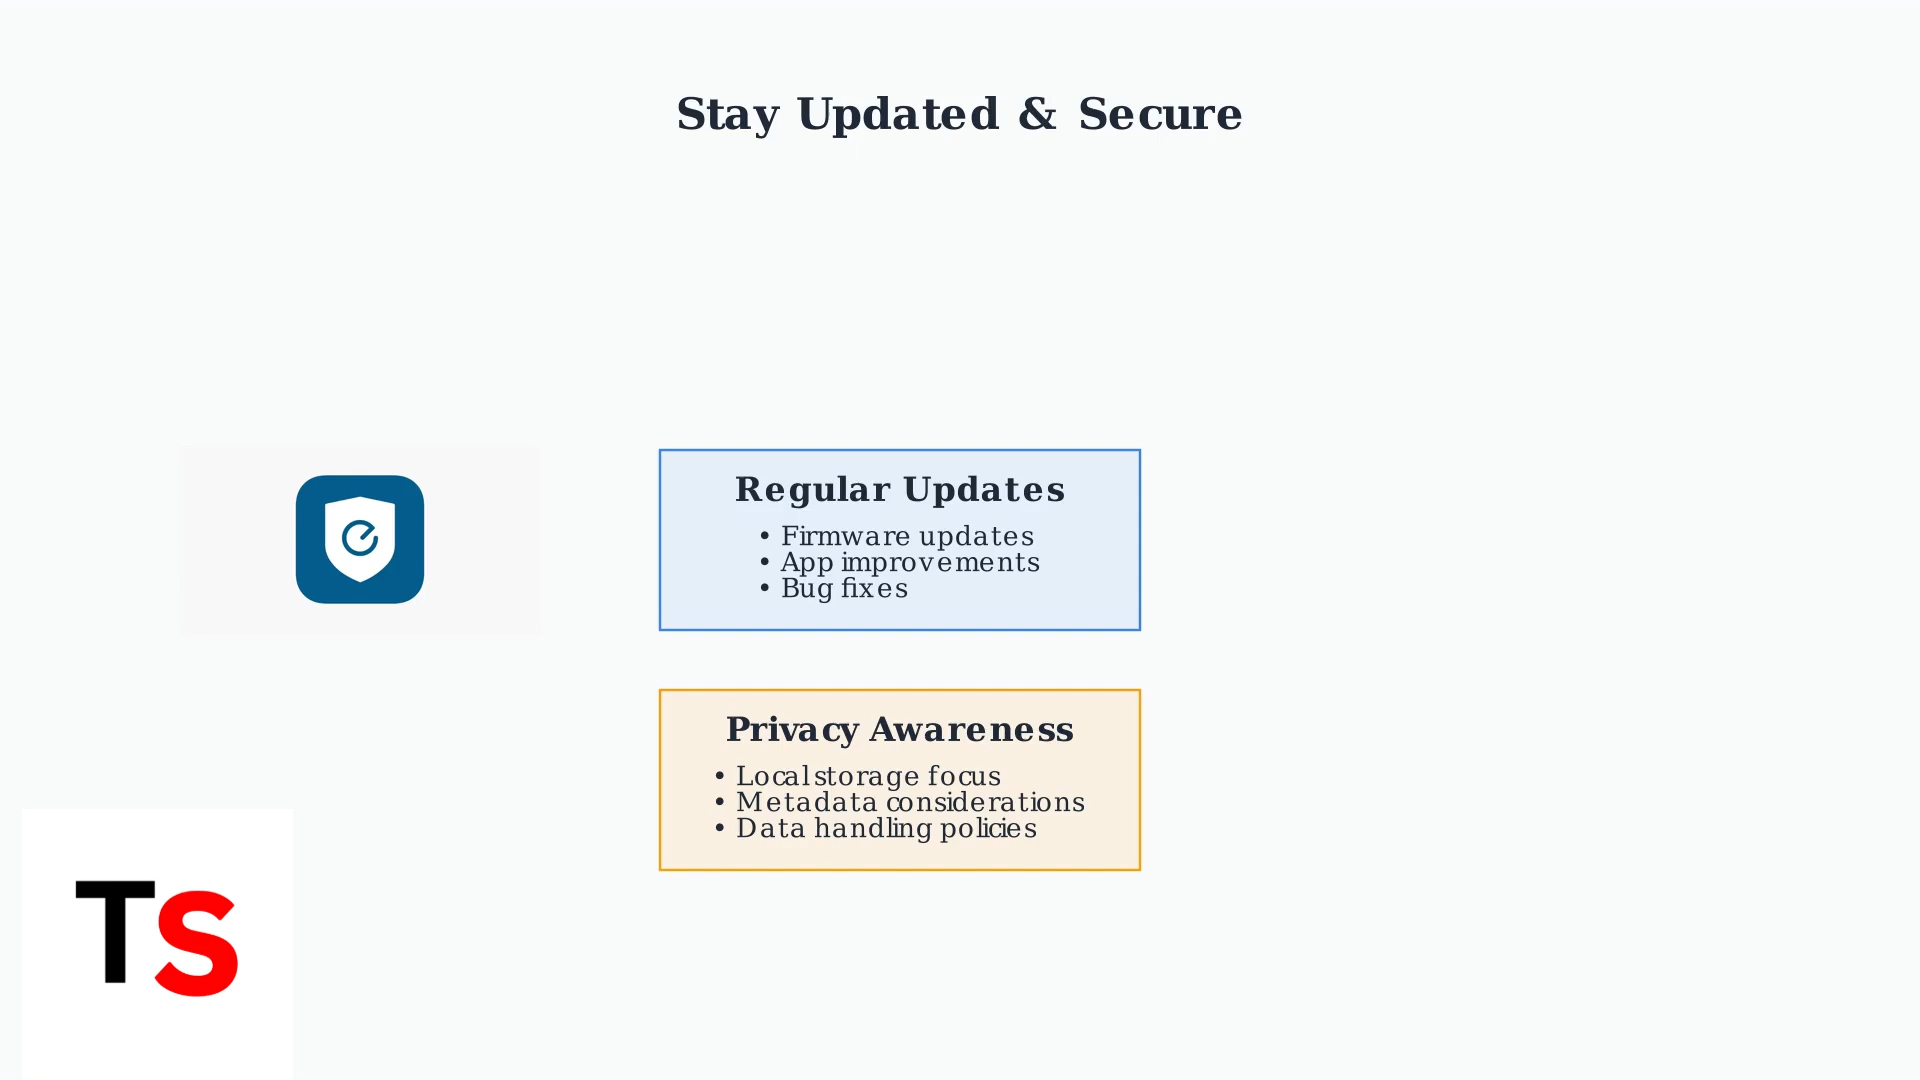 Stay Updated & Secure
Regular Updates
• Firmware updates
• App improvements
• Bug fixes
Privacy Awareness
• Local storage focus
• Metadata considerations
• Data handling policies
TS